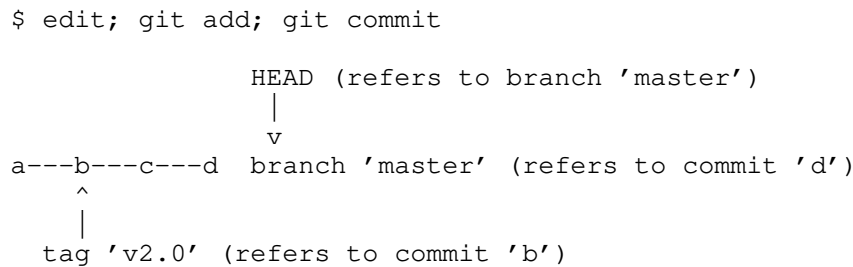 $ edit; git add; git commit
HEAD (refers to branch 'master')
|
v
a---b---c---d branch 'master' (refers to commit 'd')
^
|
tag 'v2.0' (refers to commit 'b')